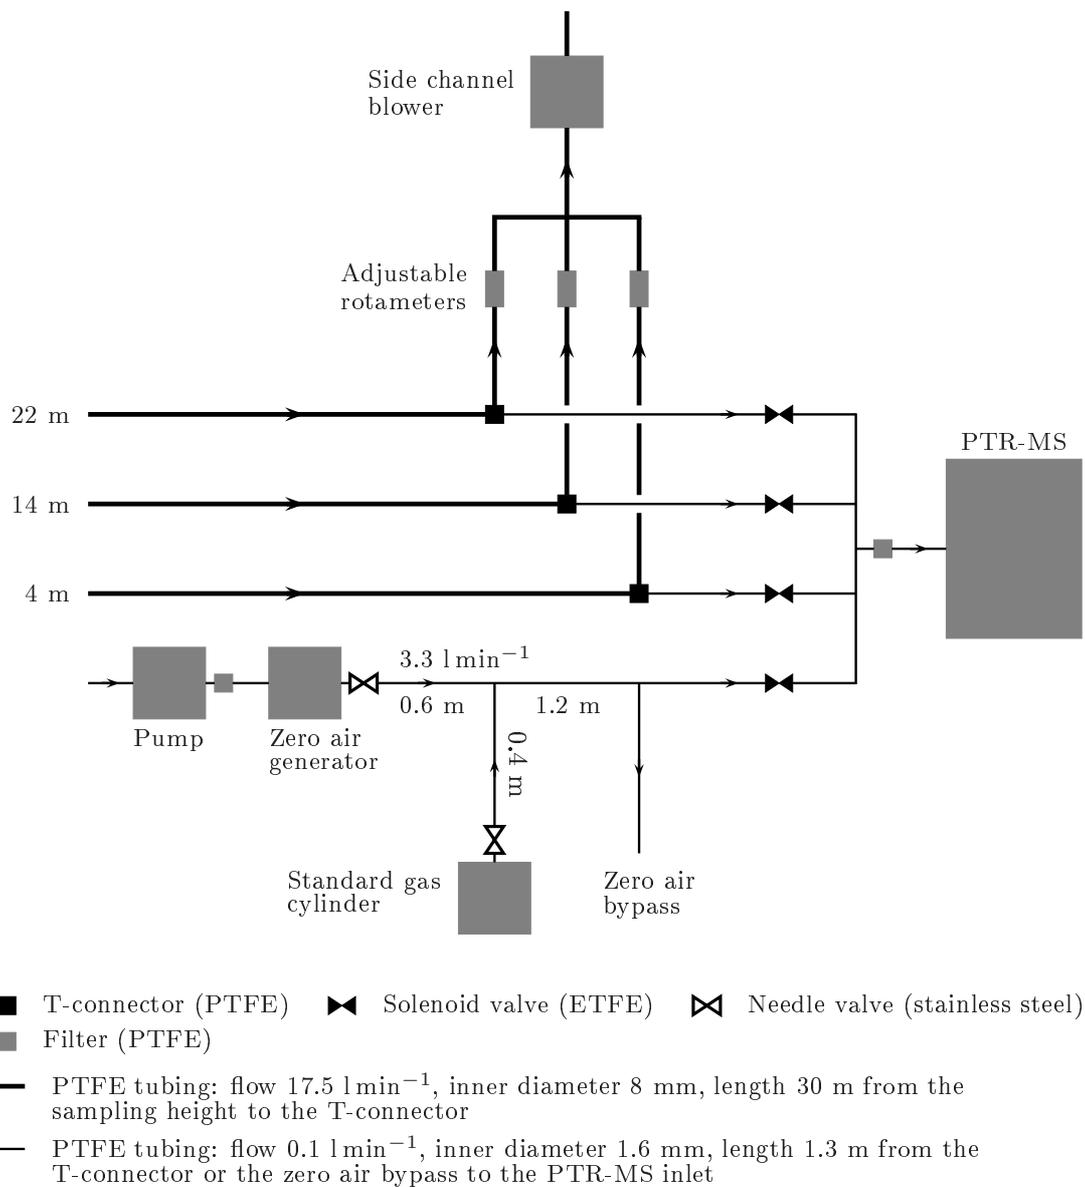 Side channel
blower
Adjustable
rotameters
22 m
14 m
4 m
PTR-MS
3.3 l min⁻¹
0.6 m
1.2 m
0.4 m
Pump
Zero air
generator
Standard gas
cylinder
Zero air
bypass
T-connector (PTFE)
Solenoid valve (ETFE)
Needle valve (stainless steel)
Filter (PTFE)
PTFE tubing: flow 17.5 l min⁻¹, inner diameter 8 mm, length 30 m from the
sampling height to the T-connector
PTFE tubing: flow 0.1 l min⁻¹, inner diameter 1.6 mm, length 1.3 m from the
T-connector or the zero air bypass to the PTR-MS inlet